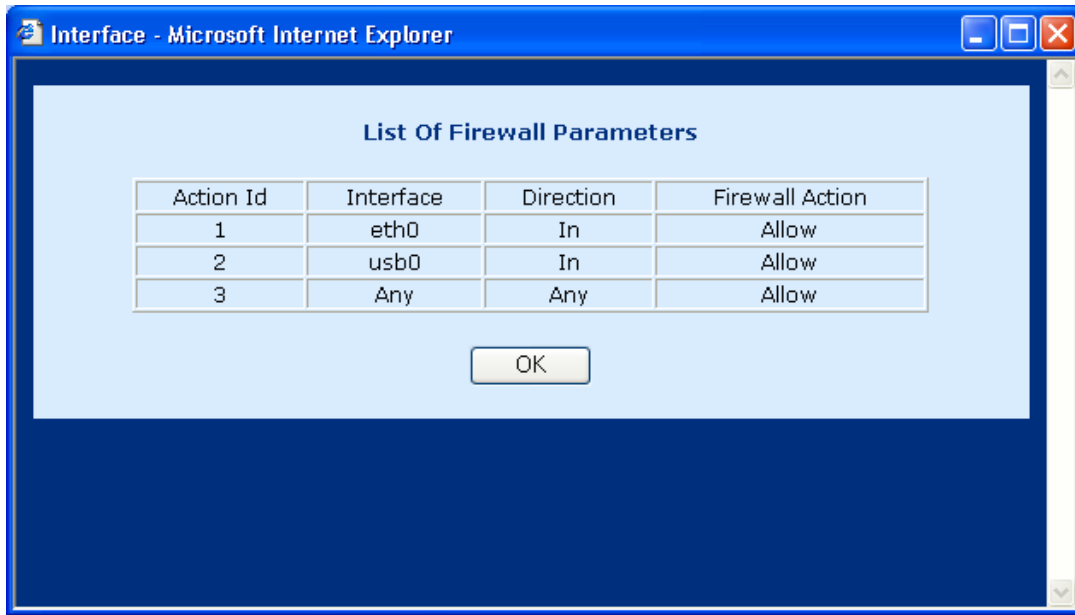 Interface - Microsoft Internet Explorer
List Of Firewall Parameters
Action Id Interface Direction Firewall Action
1 eth0 In Allow
2 usb0 In Allow
3 Any Any Allow
OK